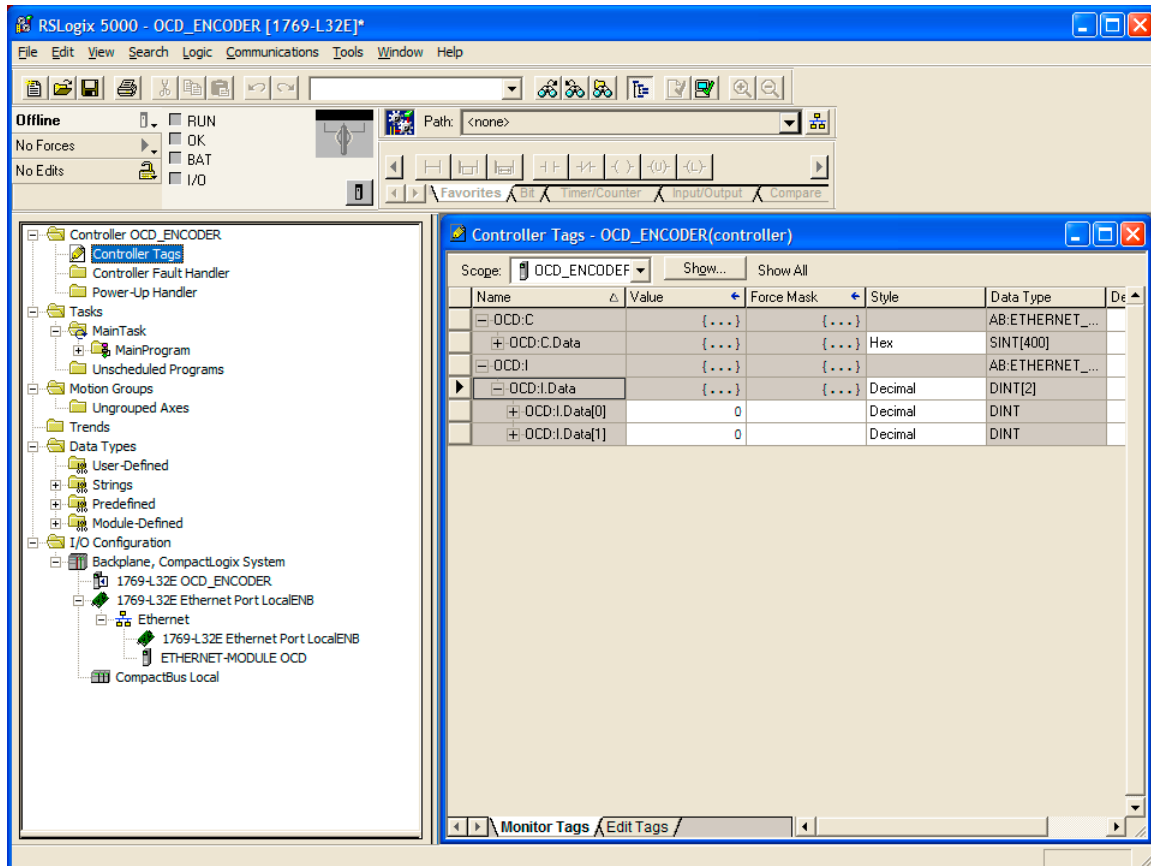 RSLogix 5000 - OCD_ENCODER [1769-L32E]*
File Edit View Search Logic Communications Tools Window Help
Offline
RUN
Path: <none>
No Forces
OK
BAT
No Edits
I/O
Favorites Bit Timer/Counter Input/Output Compare
Controller OCD_ENCODER
Controller Tags
Controller Fault Handler
Power-Up Handler
Tasks
MainTask
MainProgram
Unscheduled Programs
Motion Groups
Ungrouped Axes
Trends
Data Types
User-Defined
Strings
Predefined
Module-Defined
I/O Configuration
Backplane, CompactLogix System
1769-L32E OCD_ENCODER
1769-L32E Ethernet Port LocalENB
Ethernet
1769-L32E Ethernet Port LocalENB
ETHERNET-MODULE OCD
CompactBus Local
Controller Tags - OCD_ENCODER(controller)
Scope: OCD_ENCODEF Show... Show All
Name Value Force Mask Style Data Type De
OCD:C {...} {...} AB:ETHERNET_...
OCD:C.Data {...} {...} Hex SINT[400]
OCD:I {...} {...} AB:ETHERNET_...
OCD:I.Data {...} {...} Decimal DINT[2]
OCD:I.Data[0] 0 Decimal DINT
OCD:I.Data[1] 0 Decimal DINT
Monitor Tags Edit Tags